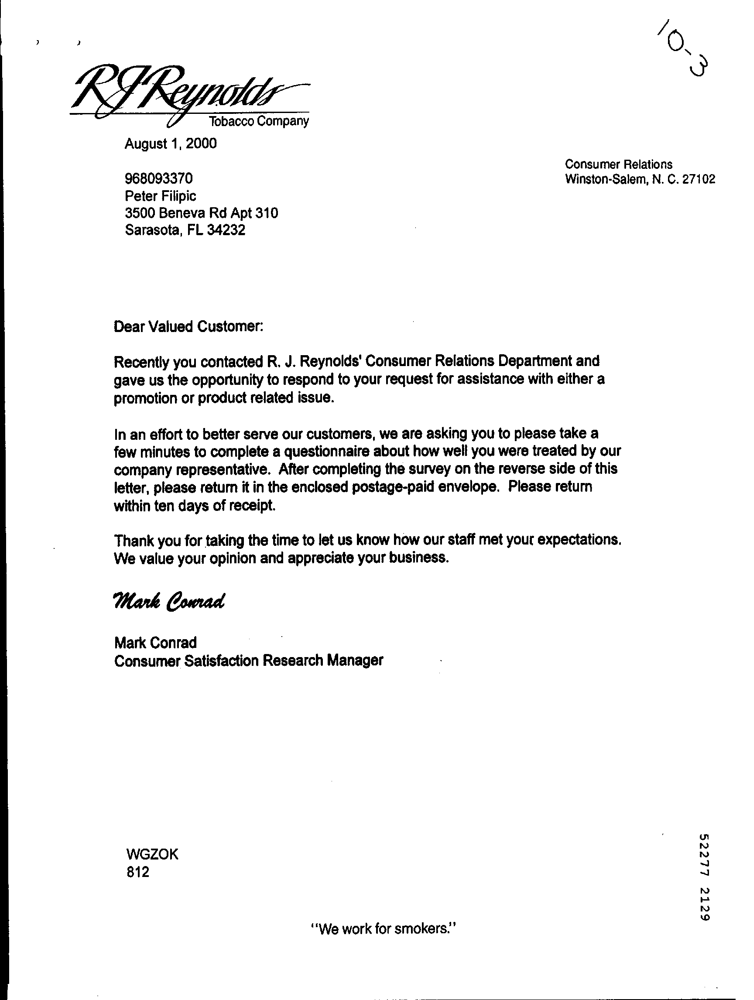 10-3
RJReynolds
Tobacco Company
August 1, 2000
Consumer Relations
Winston-Salem, N. C. 27102
968093370
Peter Filipic
3500 Beneva Rd Apt 310
Sarasota, FL 34232
Dear Valued Customer:
Recently you contacted R. J. Reynolds' Consumer Relations Department and
gave us the opportunity to respond to your request for assistance with either a
promotion or product related issue.
In an effort to better serve our customers, we are asking you to please take a
few minutes to complete a questionnaire about how well you were treated by our
company representative. After completing the survey on the reverse side of this
letter, please return it in the enclosed postage-paid envelope. Please return
within ten days of receipt.
Thank you for taking the time to let us know how our staff met your expectations.
We value your opinion and appreciate your business.
Mark Conrad
Mark Conrad
Consumer Satisfaction Research Manager
WGZOK
812
52277 2129
"We work for smokers."